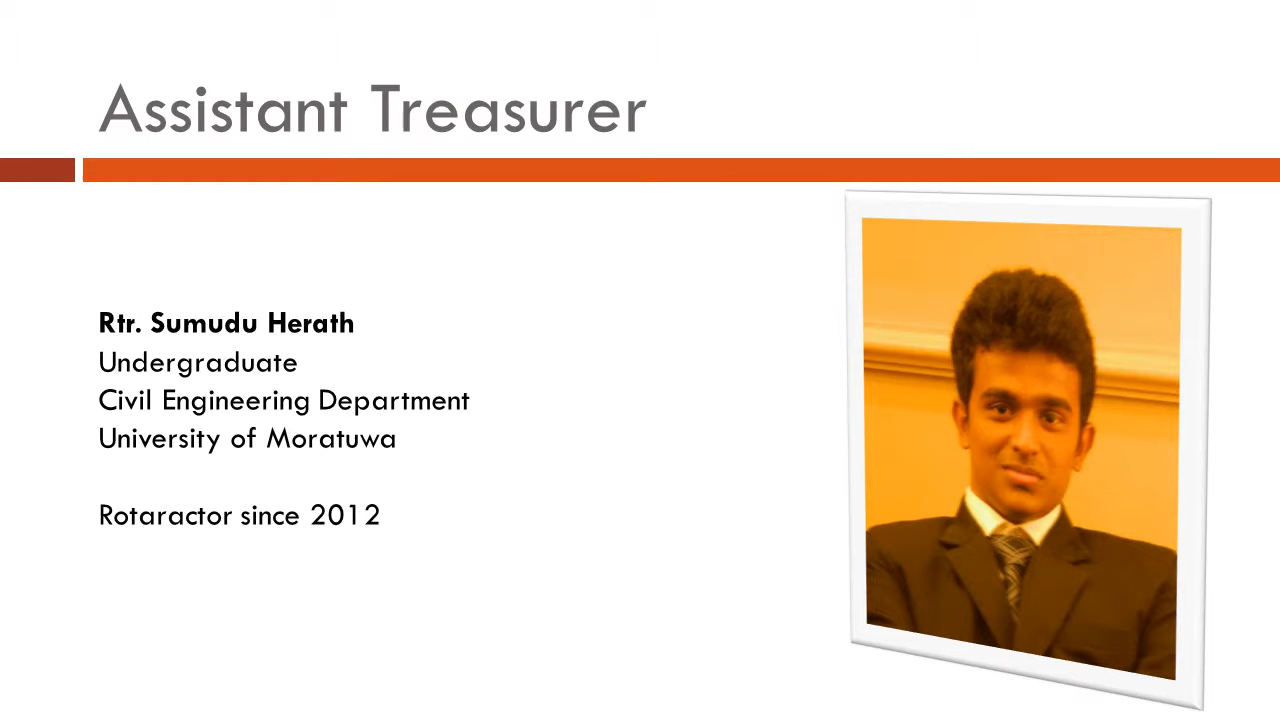 Assistant Treasurer
Rtr. Sumudu Herath
Undergraduate
Civil Engineering Department
University of Moratuwa
Rotaractor since 2012